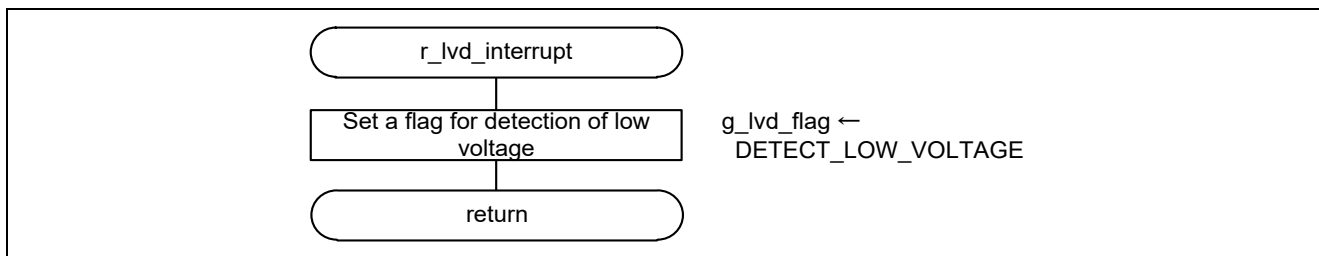 r_lvd_interrupt
Set a flag for detection of low
voltage
g_lvd_flag ←
DETECT_LOW_VOLTAGE
return